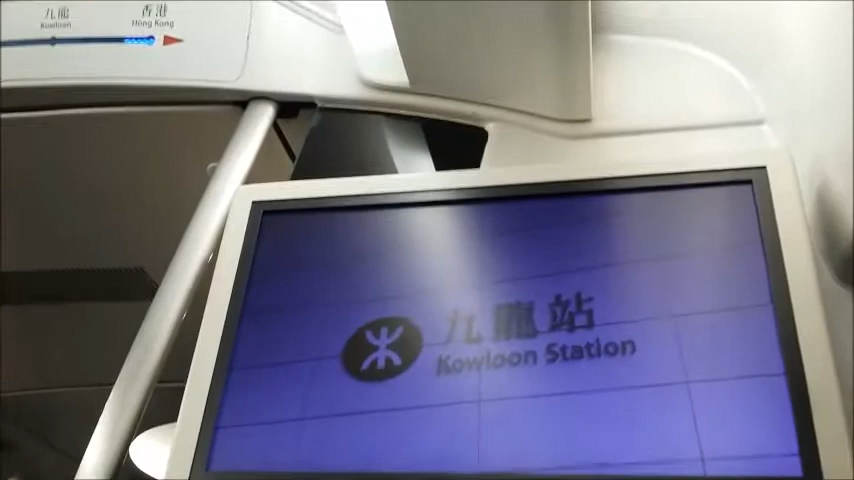 九龍 香港
Kowloon Hong Kong
九龍站
Kowloon Station